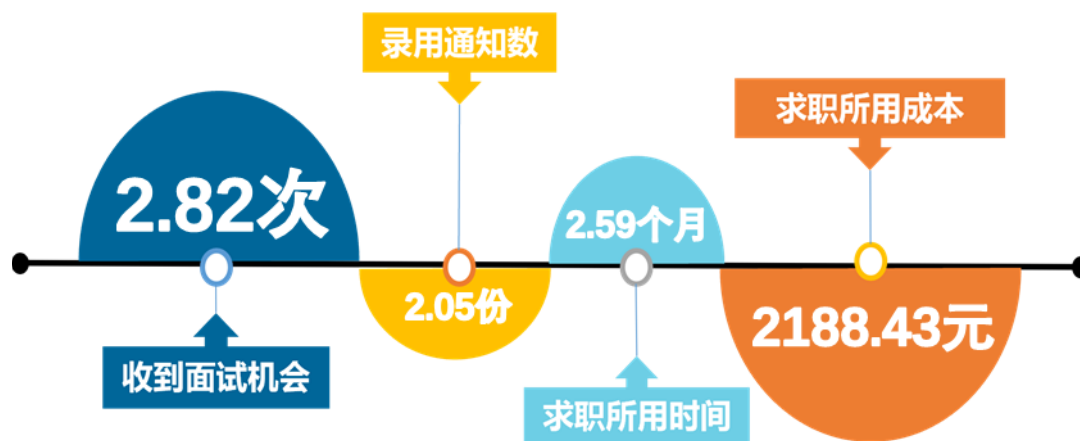 2.82次
收到面试机会
录用通知数
2.05份
2.59个月
求职所用时间
求职所用成本
2188.43元